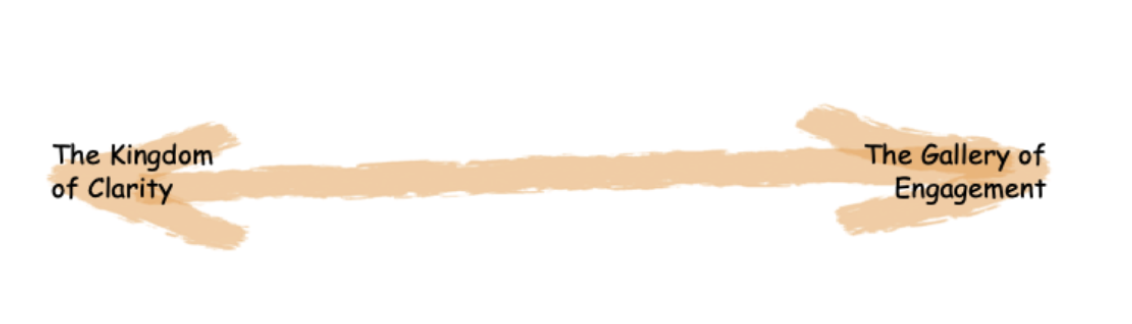 The Kingdom
of Clarity
The Gallery of
Engagement